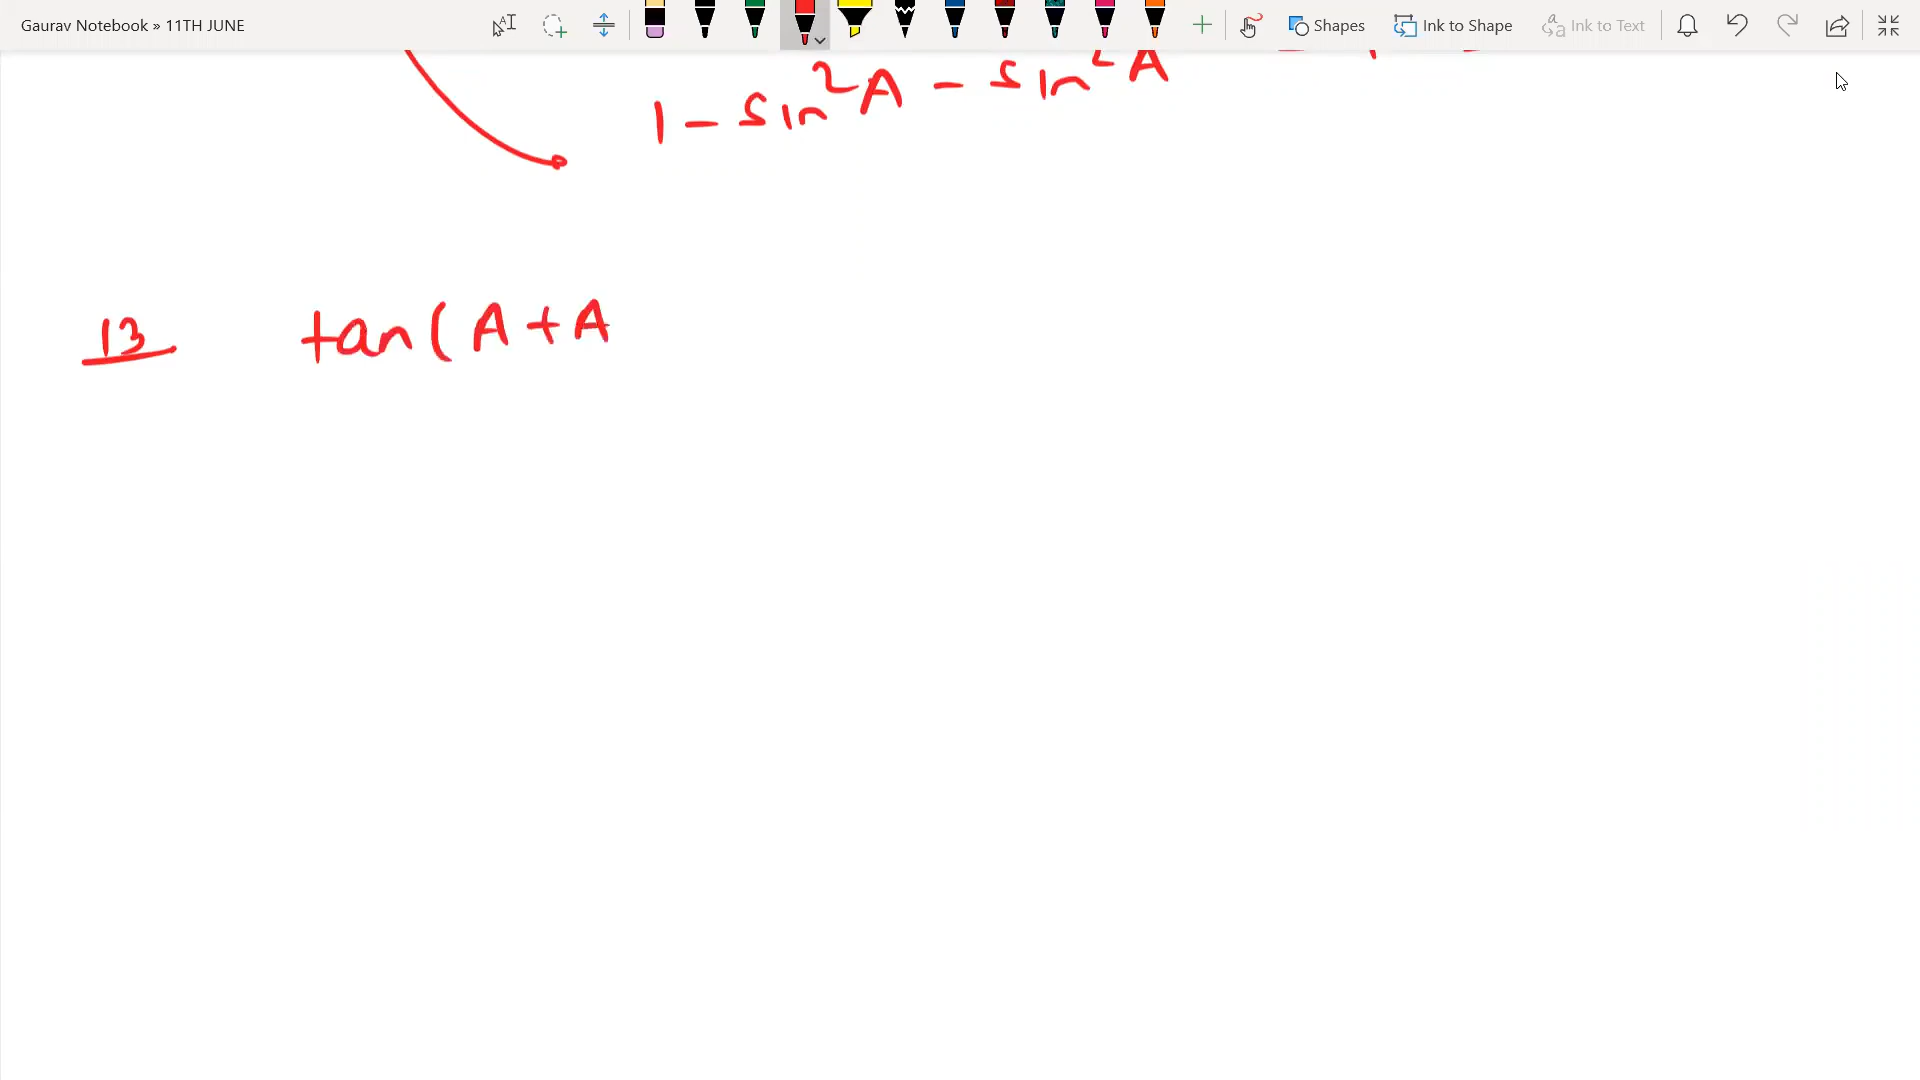 Gaurav Notebook » 11TH JUNE
Shapes
Ink to Shape
Ink to Text
1 - sin²A - sin²A
13 tan(A+A